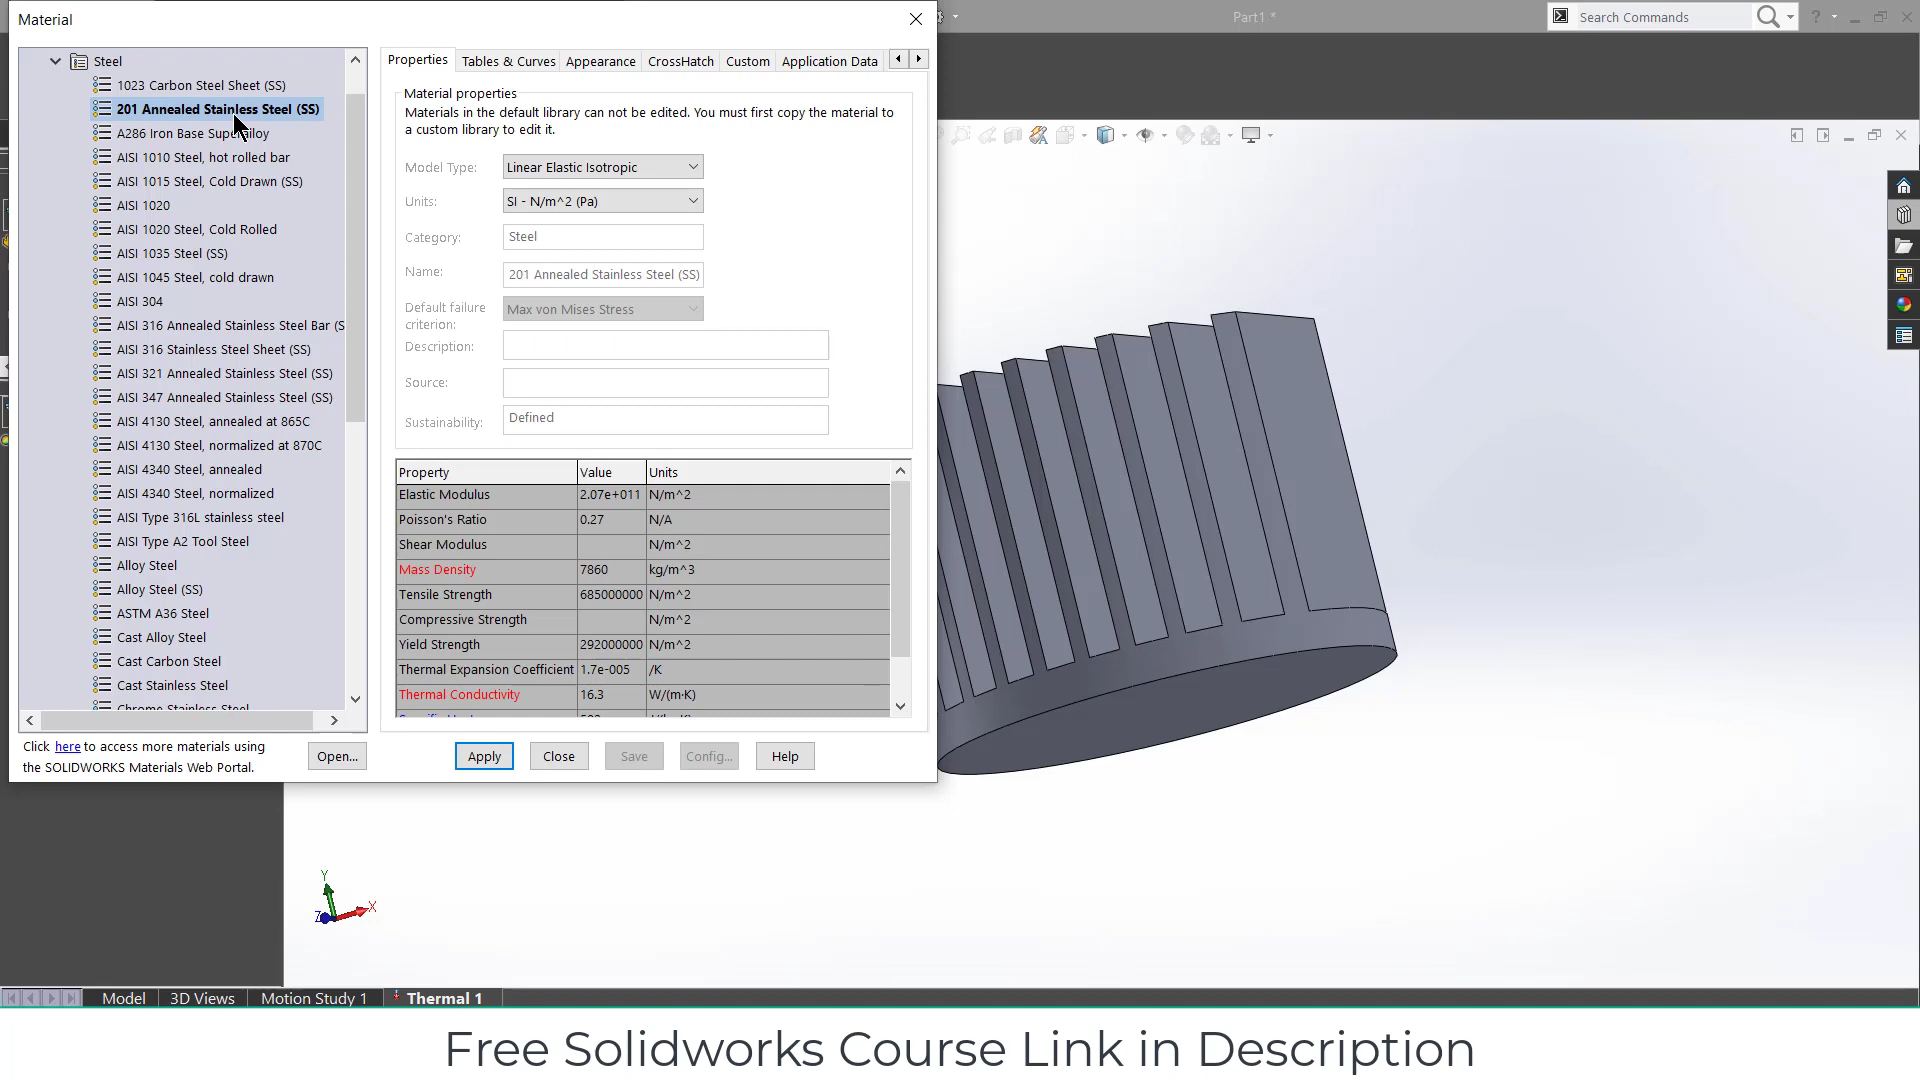 Material
Part1 *
Search Commands
Steel
1023 Carbon Steel Sheet (SS)
201 Annealed Stainless Steel (SS)
A286 Iron Base Superalloy
AISI 1010 Steel, hot rolled bar
AISI 1015 Steel, Cold Drawn (SS)
AISI 1020
AISI 1020 Steel, Cold Rolled
AISI 1035 Steel (SS)
AISI 1045 Steel, cold drawn
AISI 304
AISI 316 Annealed Stainless Steel Bar (S
AISI 316 Stainless Steel Sheet (SS)
AISI 321 Annealed Stainless Steel (SS)
AISI 347 Annealed Stainless Steel (SS)
AISI 4130 Steel, annealed at 865C
AISI 4130 Steel, normalized at 870C
AISI 4340 Steel, annealed
AISI 4340 Steel, normalized
AISI Type 316L stainless steel
AISI Type A2 Tool Steel
Alloy Steel
Alloy Steel (SS)
ASTM A36 Steel
Cast Alloy Steel
Cast Carbon Steel
Cast Stainless Steel
Chrome Stainless Steel
Click here to access more materials using
the SOLIDWORKS Materials Web Portal.
Open...
Properties Tables & Curves Appearance CrossHatch Custom Application Data
Material properties
Materials in the default library can not be edited. You must first copy the material to
a custom library to edit it.
Model Type: Linear Elastic Isotropic
Units: SI - N/m^2 (Pa)
Category: Steel
Name: 201 Annealed Stainless Steel (SS)
Default failure
criterion: Max von Mises Stress
Description:
Source:
Sustainability: Defined
Property Value Units
Elastic Modulus 2.07e+011 N/m^2
Poisson's Ratio 0.27 N/A
Shear Modulus N/m^2
Mass Density 7860 kg/m^3
Tensile Strength 685000000 N/m^2
Compressive Strength N/m^2
Yield Strength 292000000 N/m^2
Thermal Expansion Coefficient 1.7e-005 /K
Thermal Conductivity 16.3 W/(m·K)
Apply Close Save Config... Help
Y
X
Z
Model 3D Views Motion Study 1 Thermal 1
Free Solidworks Course Link in Description